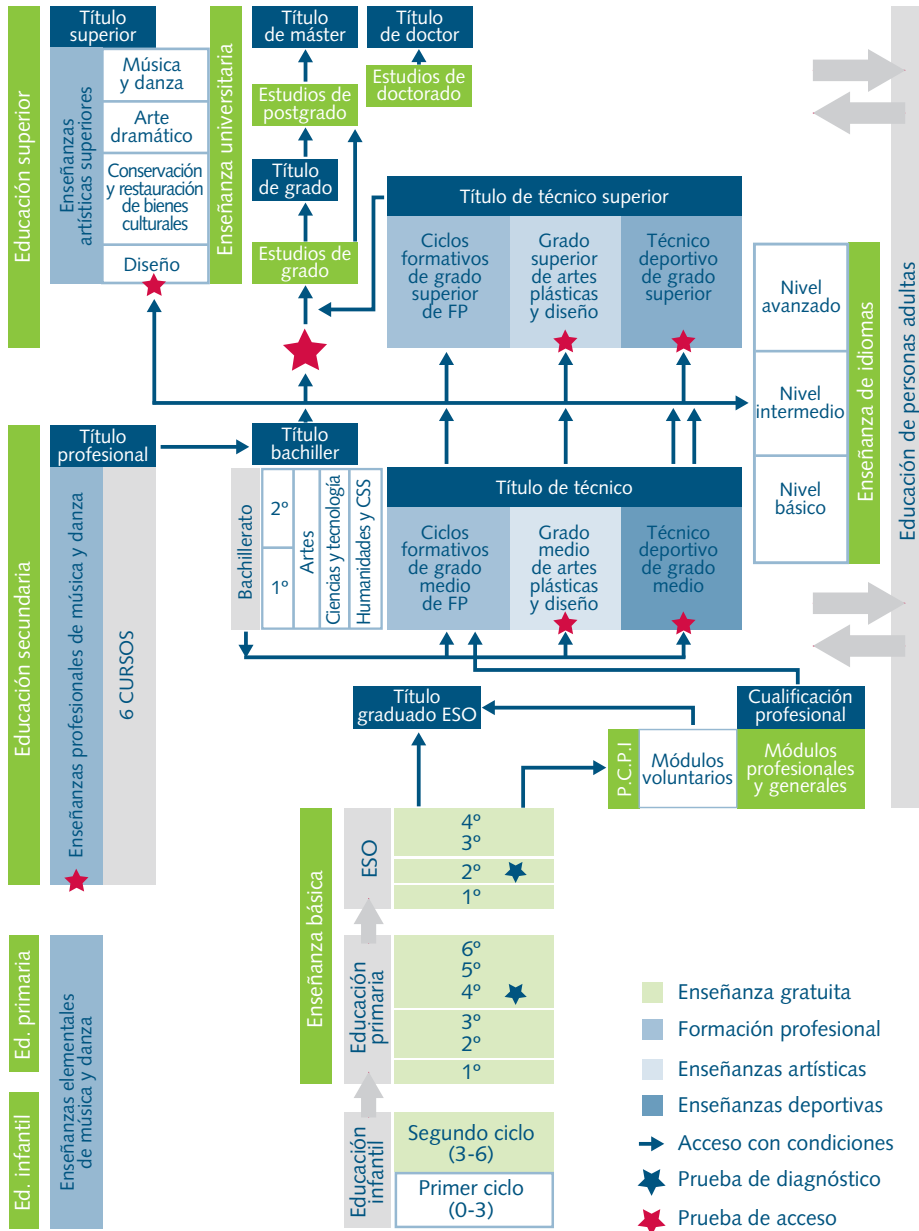 Educación superior
Título
superior
Enseñanzas
artísticas superiores
Música
y danza
Arte
dramático
Conservación
y restauración
de bienes
culturales
Diseño
Enseñanza universitaria
Título
de máster
Título
de doctor
Estudios de
postgrado
Estudios de
doctorado
Título
de grado
Estudios
de grado
Título de técnico superior
Ciclos
formativos
de grado
superior
de FP
Grado
superior
de artes
plásticas
y diseño
Técnico
deportivo
de grado
superior
Nivel
avanzado
Nivel
intermedio
Nivel
básico
Enseñanza de idiomas
Educación de personas adultas
Educación secundaria
Título
profesional
Enseñanzas profesionales de música y danza
6 CURSOS
Título
bachiller
Bachillerato
2º
1º
Artes
Ciencias y tecnología
Humanidades y CSS
Título de técnico
Ciclos
formativos
de grado
medio
de FP
Grado
medio
de artes
plásticas
y diseño
Técnico
deportivo
de grado
medio
Título
graduado ESO
Cualificación
profesional
P.C.P.I
Módulos
voluntarios
Módulos
profesionales
y generales
Enseñanza básica
ESO
4º
3º
2º
1º
Educación
primaria
6º
5º
4º
3º
2º
1º
Educación
infantil
Segundo ciclo
(3-6)
Primer ciclo
(0-3)
Ed. primaria
Ed. infantil
Enseñanzas elementales
de música y danza
Enseñanza gratuita
Formación profesional
Enseñanzas artísticas
Enseñanzas deportivas
Acceso con condiciones
Prueba de diagnóstico
Prueba de acceso